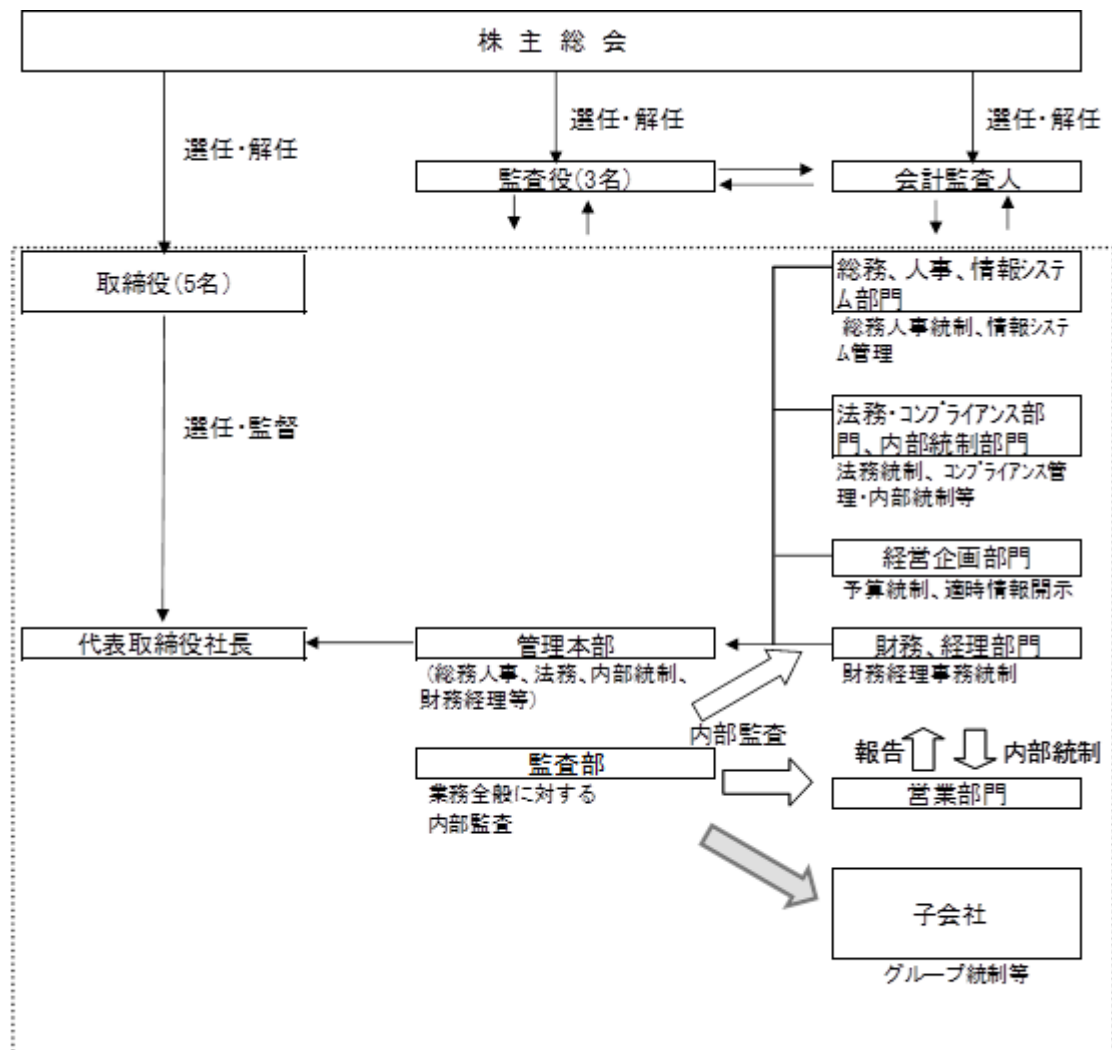 株 主 総 会
選任・解任
選任・解任
選任・解任
監査役(3名)
会計監査人
取締役(5名)
総務、人事、情報ｼｽﾃ
ﾑ部門
総務人事統制、情報ｼｽﾃ
ﾑ管理
選任・監督
法務・ｺﾝﾌﾟﾗｲｱﾝｽ部
門、内部統制部門
法務統制、ｺﾝﾌﾟﾗｲｱﾝｽ管
理・内部統制等
経営企画部門
予算統制、適時情報開示
代表取締役社長
管理本部
(総務人事、法務、内部統制、
財務経理等)
財務、経理部門
財務経理事務統制
内部監査
監査部
業務全般に対する
内部監査
報告
内部統制
営業部門
子会社
グループ統制等